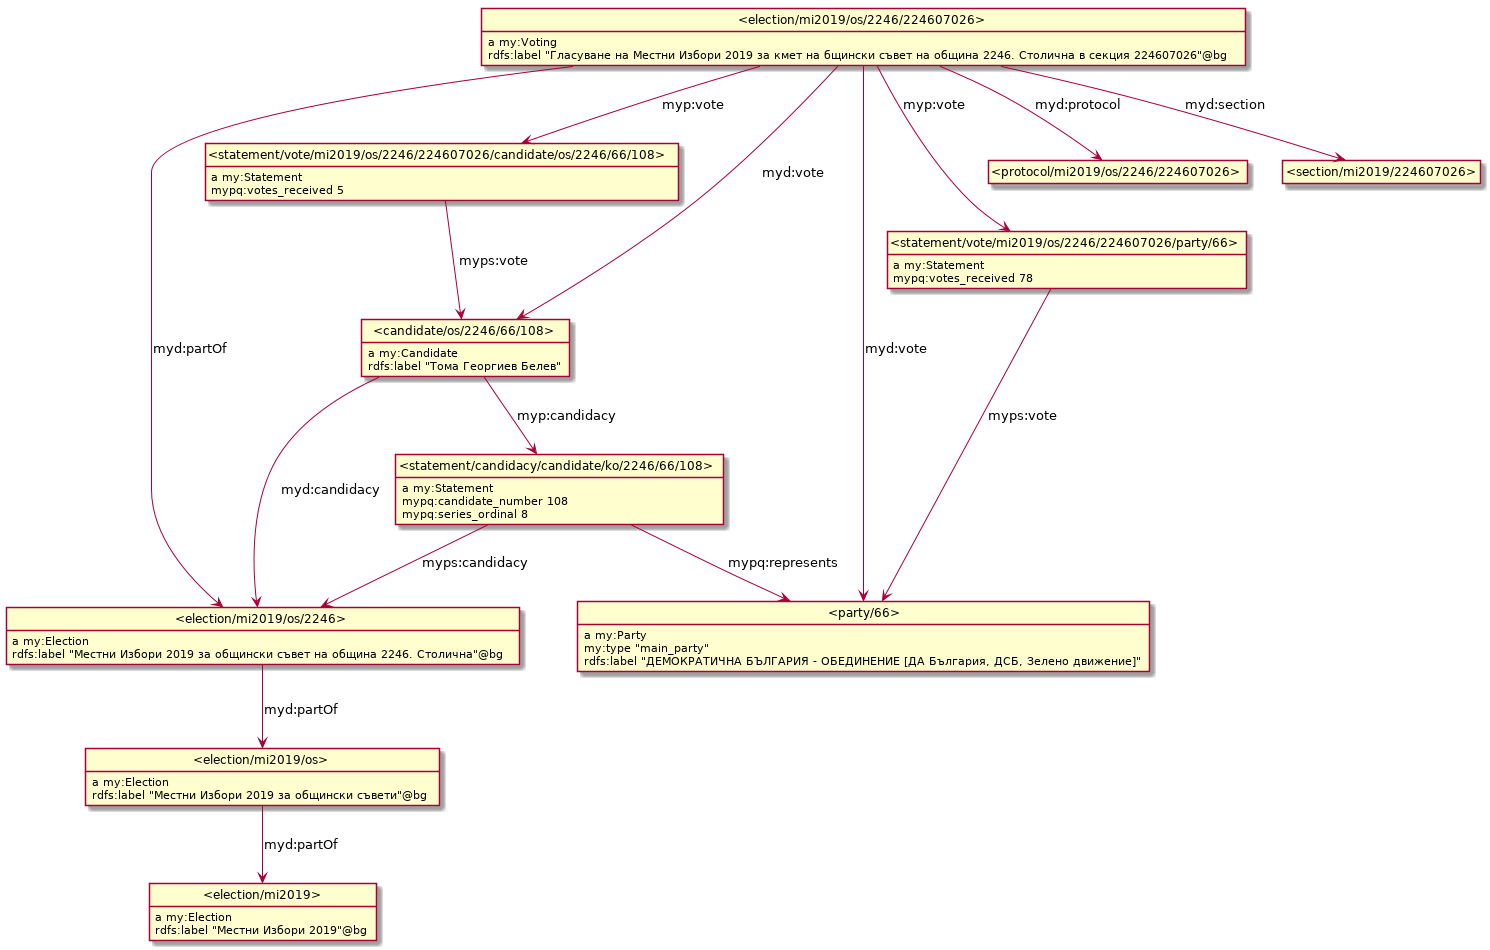 <election/mi2019/os/2246/224607026>
a my:Voting
rdfs:label "Гласуване на Местни Избори 2019 за кмет на бщински съвет на община 2246. Столична в секция 224607026"@bg
myp:vote
myp:vote
myd:protocol
myd:section
<statement/vote/mi2019/os/2246/224607026/candidate/os/2246/66/108>
a my:Statement
mypq:votes_received 5
myd:vote
<protocol/mi2019/os/2246/224607026>
<section/mi2019/224607026>
<statement/vote/mi2019/os/2246/224607026/party/66>
a my:Statement
mypq:votes_received 78
myps:vote
<candidate/os/2246/66/108>
a my:Candidate
rdfs:label "Тома Георгиев Белев"
myd:partOf
myd:vote
myp:candidacy
myps:vote
<statement/candidacy/candidate/ko/2246/66/108>
a my:Statement
mypq:candidate_number 108
mypq:series_ordinal 8
myd:candidacy
myps:candidacy
mypq:represents
<election/mi2019/os/2246>
a my:Election
rdfs:label "Местни Избори 2019 за общински съвет на община 2246. Столична"@bg
<party/66>
a my:Party
my:type "main_party"
rdfs:label "ДЕМОКРАТИЧНА БЪЛГАРИЯ - ОБЕДИНЕНИЕ [ДА България, ДСБ, Зелено движение]"
myd:partOf
<election/mi2019/os>
a my:Election
rdfs:label "Местни Избори 2019 за общински съвети"@bg
myd:partOf
<election/mi2019>
a my:Election
rdfs:label "Местни Избори 2019"@bg